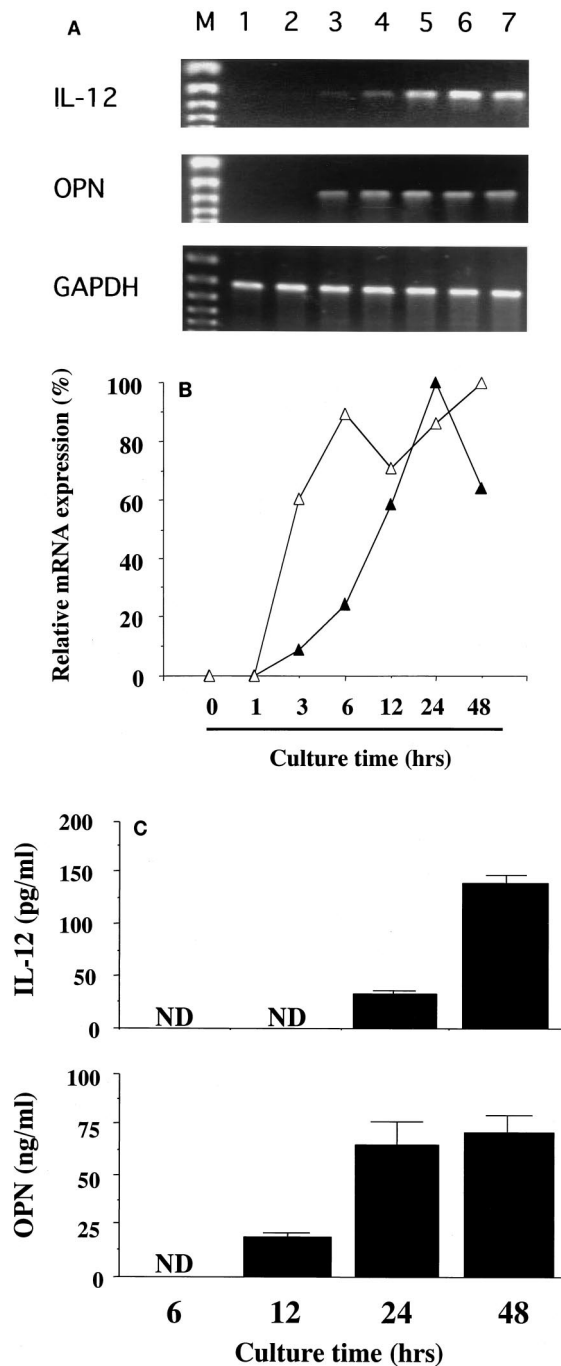 A M 1 2 3 4 5 6 7
IL-12
OPN
GAPDH
B
Relative mRNA expression (%)
100
80
60
40
20
0
0 1 3 6 12 24 48
Culture time (hrs)
C
IL-12 (pg/ml)
200
150
100
50
0
ND ND
OPN (ng/ml)
100
75
50
25
0
ND
6 12 24 48
Culture time (hrs)